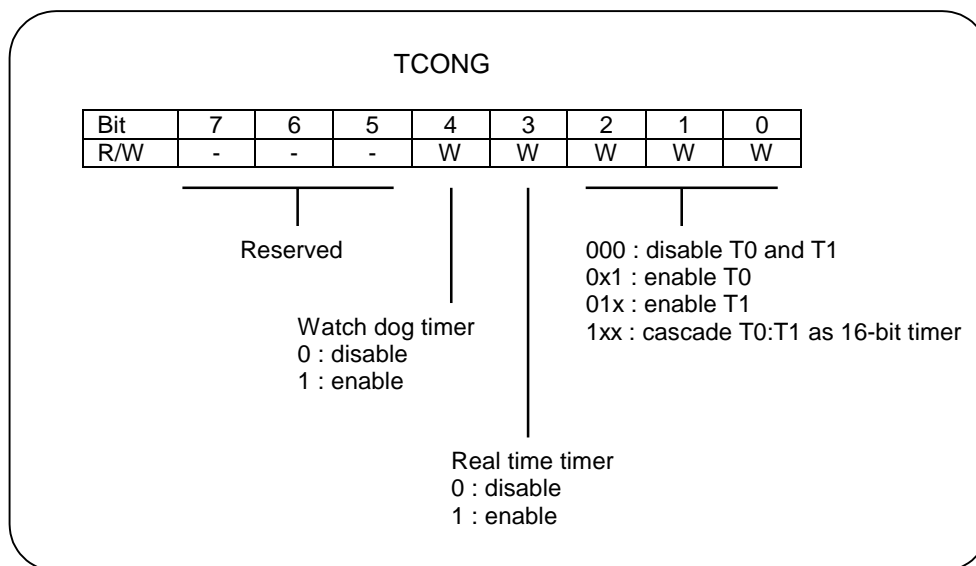 TCONG
Bit 7 6 5 4 3 2 1 0
R/W - - - W W W W W
Reserved
000 : disable T0 and T1
0x1 : enable T0
01x : enable T1
1xx : cascade T0:T1 as 16-bit timer
Watch dog timer
0 : disable
1 : enable
Real time timer
0 : disable
1 : enable